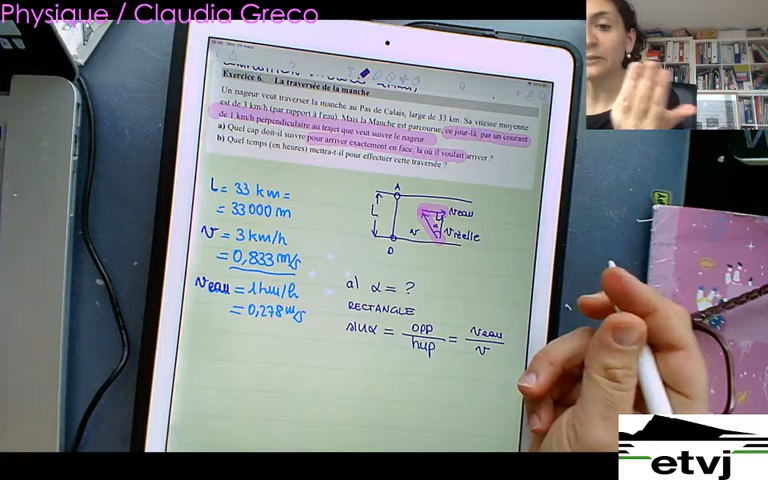 Physique / Claudia Greco
Exercice 6. La traversée de la manche
Un nageur veut traverser la manche au Pas de Calais, large de 33 km. Sa vitesse moyenne
est de 3 km/h (par rapport à l'eau). Mais la Manche est parcourue, ce jour-là, par un courant
de 1 km/h perpendiculaire au trajet que veut suivre le nageur
a) Quel cap doit-il suivre pour arriver exactement en face, là où il voulait arriver ?
b) Quel temps (en heures) mettra-t-il pour effectuer cette traversée ?
L = 33 km =
= 33000 m
v = 3 km/h
= 0,833 m/s
veau = 1 km/h
= 0,278 m/s
A
L
veau
α
v
vréelle
D
a) α = ?
RECTANGLE
sin α = opp / hyp = veau / v
etvj